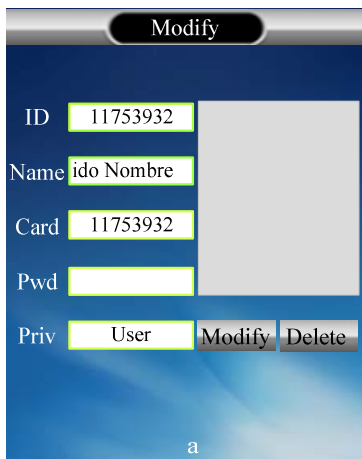 Modify
ID 11753932
Name ido Nombre
Card 11753932
Pwd
Priv User Modify Delete
a